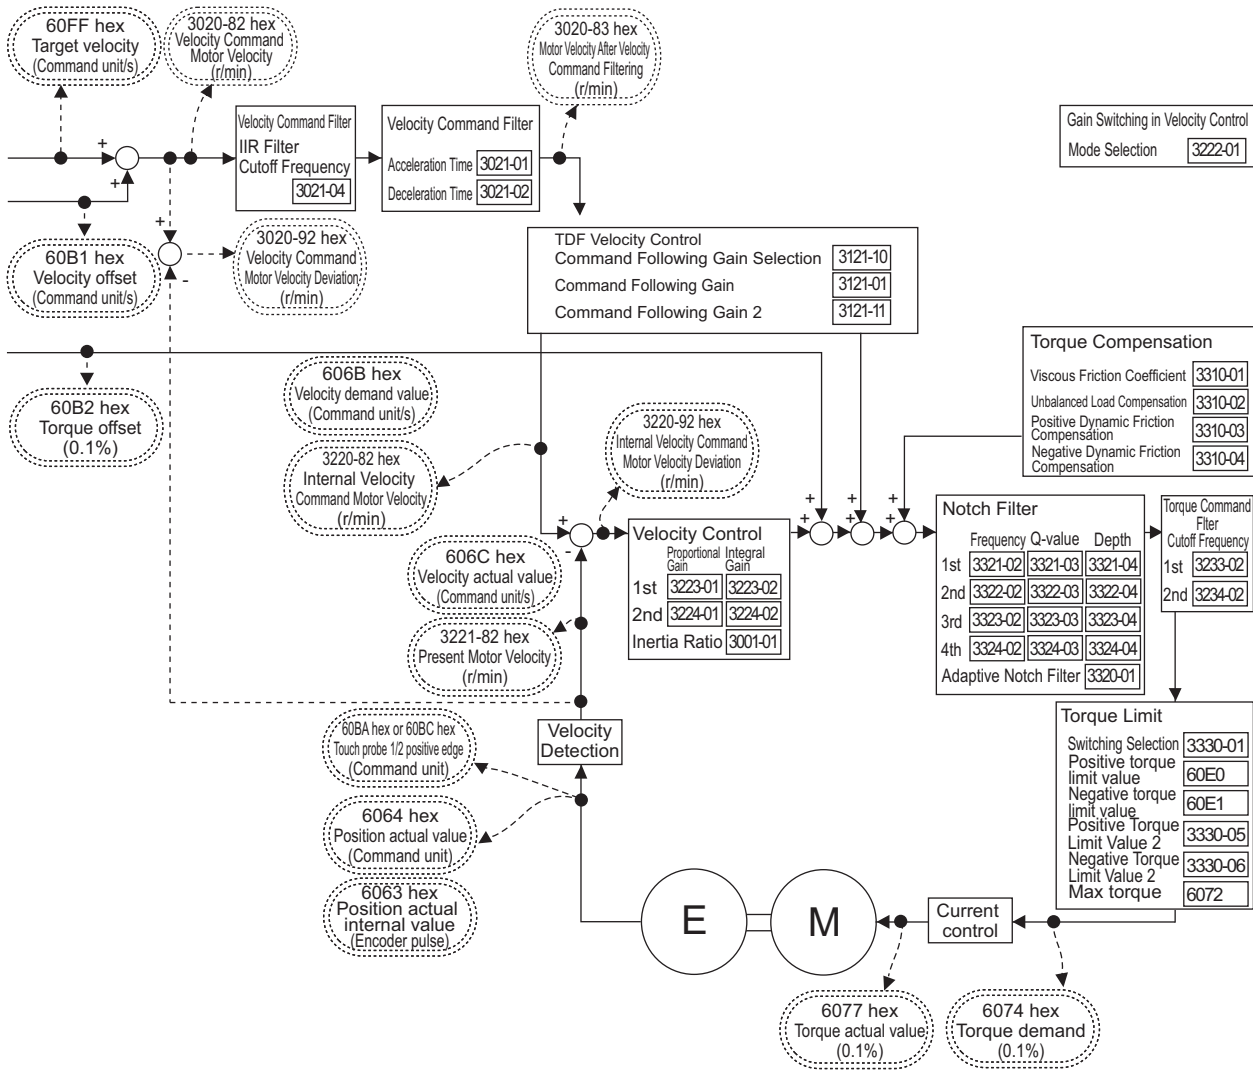 60FF hex
Target velocity
(Command unit/s)
3020-82 hex
Velocity Command
Motor Velocity
(r/min)
3020-83 hex
Motor Velocity After Velocity
Command Filtering
(r/min)
Velocity Command Filter
IIR Filter
Cutoff Frequency
3021-04
Velocity Command Filter
Acceleration Time 3021-01
Deceleration Time 3021-02
Gain Switching in Velocity Control
Mode Selection 3222-01
+
+
+
-
60B1 hex
Velocity offset
(Command unit/s)
3020-92 hex
Velocity Command
Motor Velocity Deviation
(r/min)
TDF Velocity Control
Command Following Gain Selection 3121-10
Command Following Gain 3121-01
Command Following Gain 2 3121-11
60B2 hex
Torque offset
(0.1%)
606B hex
Velocity demand value
(Command unit/s)
3220-82 hex
Internal Velocity
Command Motor Velocity
(r/min)
3220-92 hex
Internal Velocity Command
Motor Velocity Deviation
(r/min)
Torque Compensation
Viscous Friction Coefficient 3310-01
Unbalanced Load Compensation 3310-02
Positive Dynamic Friction
Compensation 3310-03
Negative Dynamic Friction
Compensation 3310-04
+
-
606C hex
Velocity actual value
(Command unit/s)
3221-82 hex
Present Motor Velocity
(r/min)
Velocity Control
Proportional Gain Integral Gain
1st 3223-01 3223-02
2nd 3224-01 3224-02
Inertia Ratio 3001-01
+ + +
+ + +
Notch Filter
Frequency Q-value Depth
1st 3321-02 3321-03 3321-04
2nd 3322-02 3322-03 3322-04
3rd 3323-02 3323-03 3323-04
4th 3324-02 3324-03 3324-04
Adaptive Notch Filter 3320-01
Torque Command
Flter
Cutoff Frequency
1st 3233-02
2nd 3234-02
Velocity
Detection
60BA hex or 60BC hex
Touch probe 1/2 positive edge
(Command unit)
6064 hex
Position actual value
(Command unit)
6063 hex
Position actual
internal value
(Encoder pulse)
Torque Limit
Switching Selection 3330-01
Positive torque
limit value 60E0
Negative torque
limit value 60E1
Positive Torque
Limit Value 2 3330-05
Negative Torque
Limit Value 2 3330-06
Max torque 6072
E
M
Current
control
6077 hex
Torque actual value
(0.1%)
6074 hex
Torque demand
(0.1%)